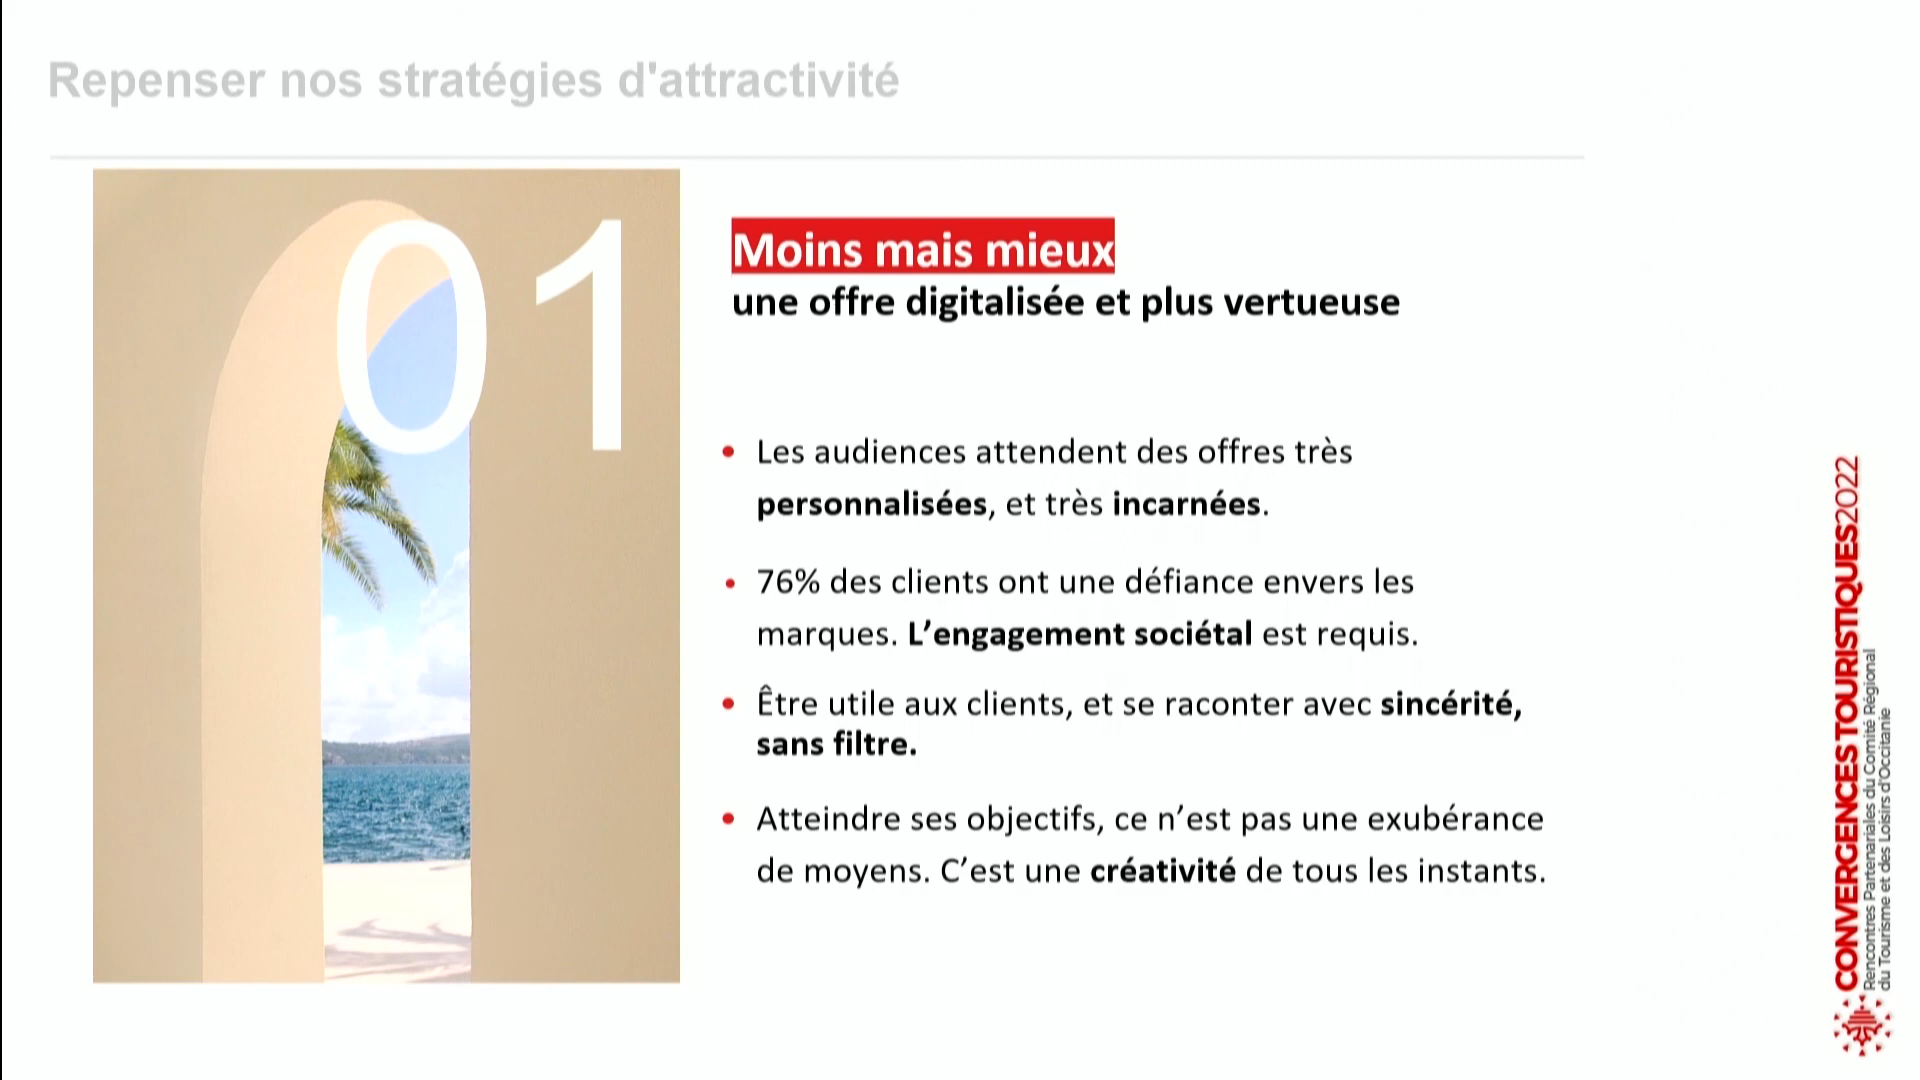 Repenser nos stratégies d'attractivité
01
Moins mais mieux
une offre digitalisée et plus vertueuse
• Les audiences attendent des offres très
personnalisées, et très incarnées.
• 76% des clients ont une défiance envers les
marques. L’engagement sociétal est requis.
• Être utile aux clients, et se raconter avec sincérité,
sans filtre.
• Atteindre ses objectifs, ce n’est pas une exubérance
de moyens. C’est une créativité de tous les instants.
CONVERGENCESTOURISTIQUES2022
Rencontres Partenariales du Comité Régional
du Tourisme et des Loisirs d'Occitanie